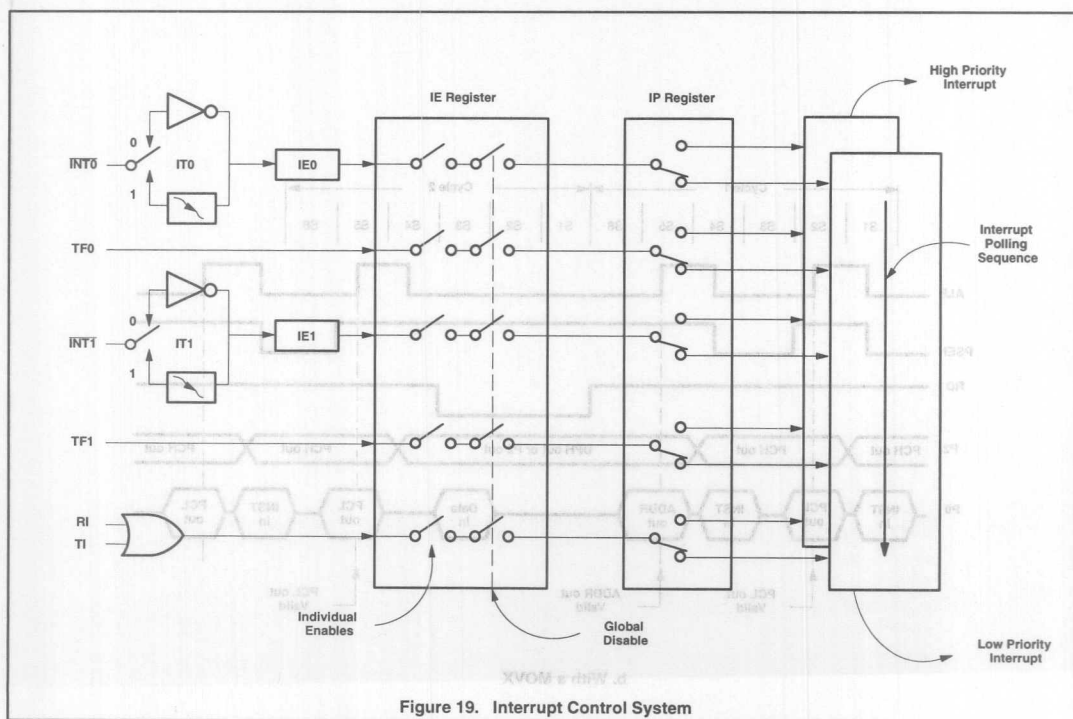 High Priority
Interrupt
IE Register
IP Register
0
INT0
IT0
IE0
1
TF0
Interrupt
Polling
Sequence
0
INT1
IT1
IE1
1
TF1
RI
TI
Individual
Enables
Global
Disable
Low Priority
Interrupt
Figure 19. Interrupt Control System